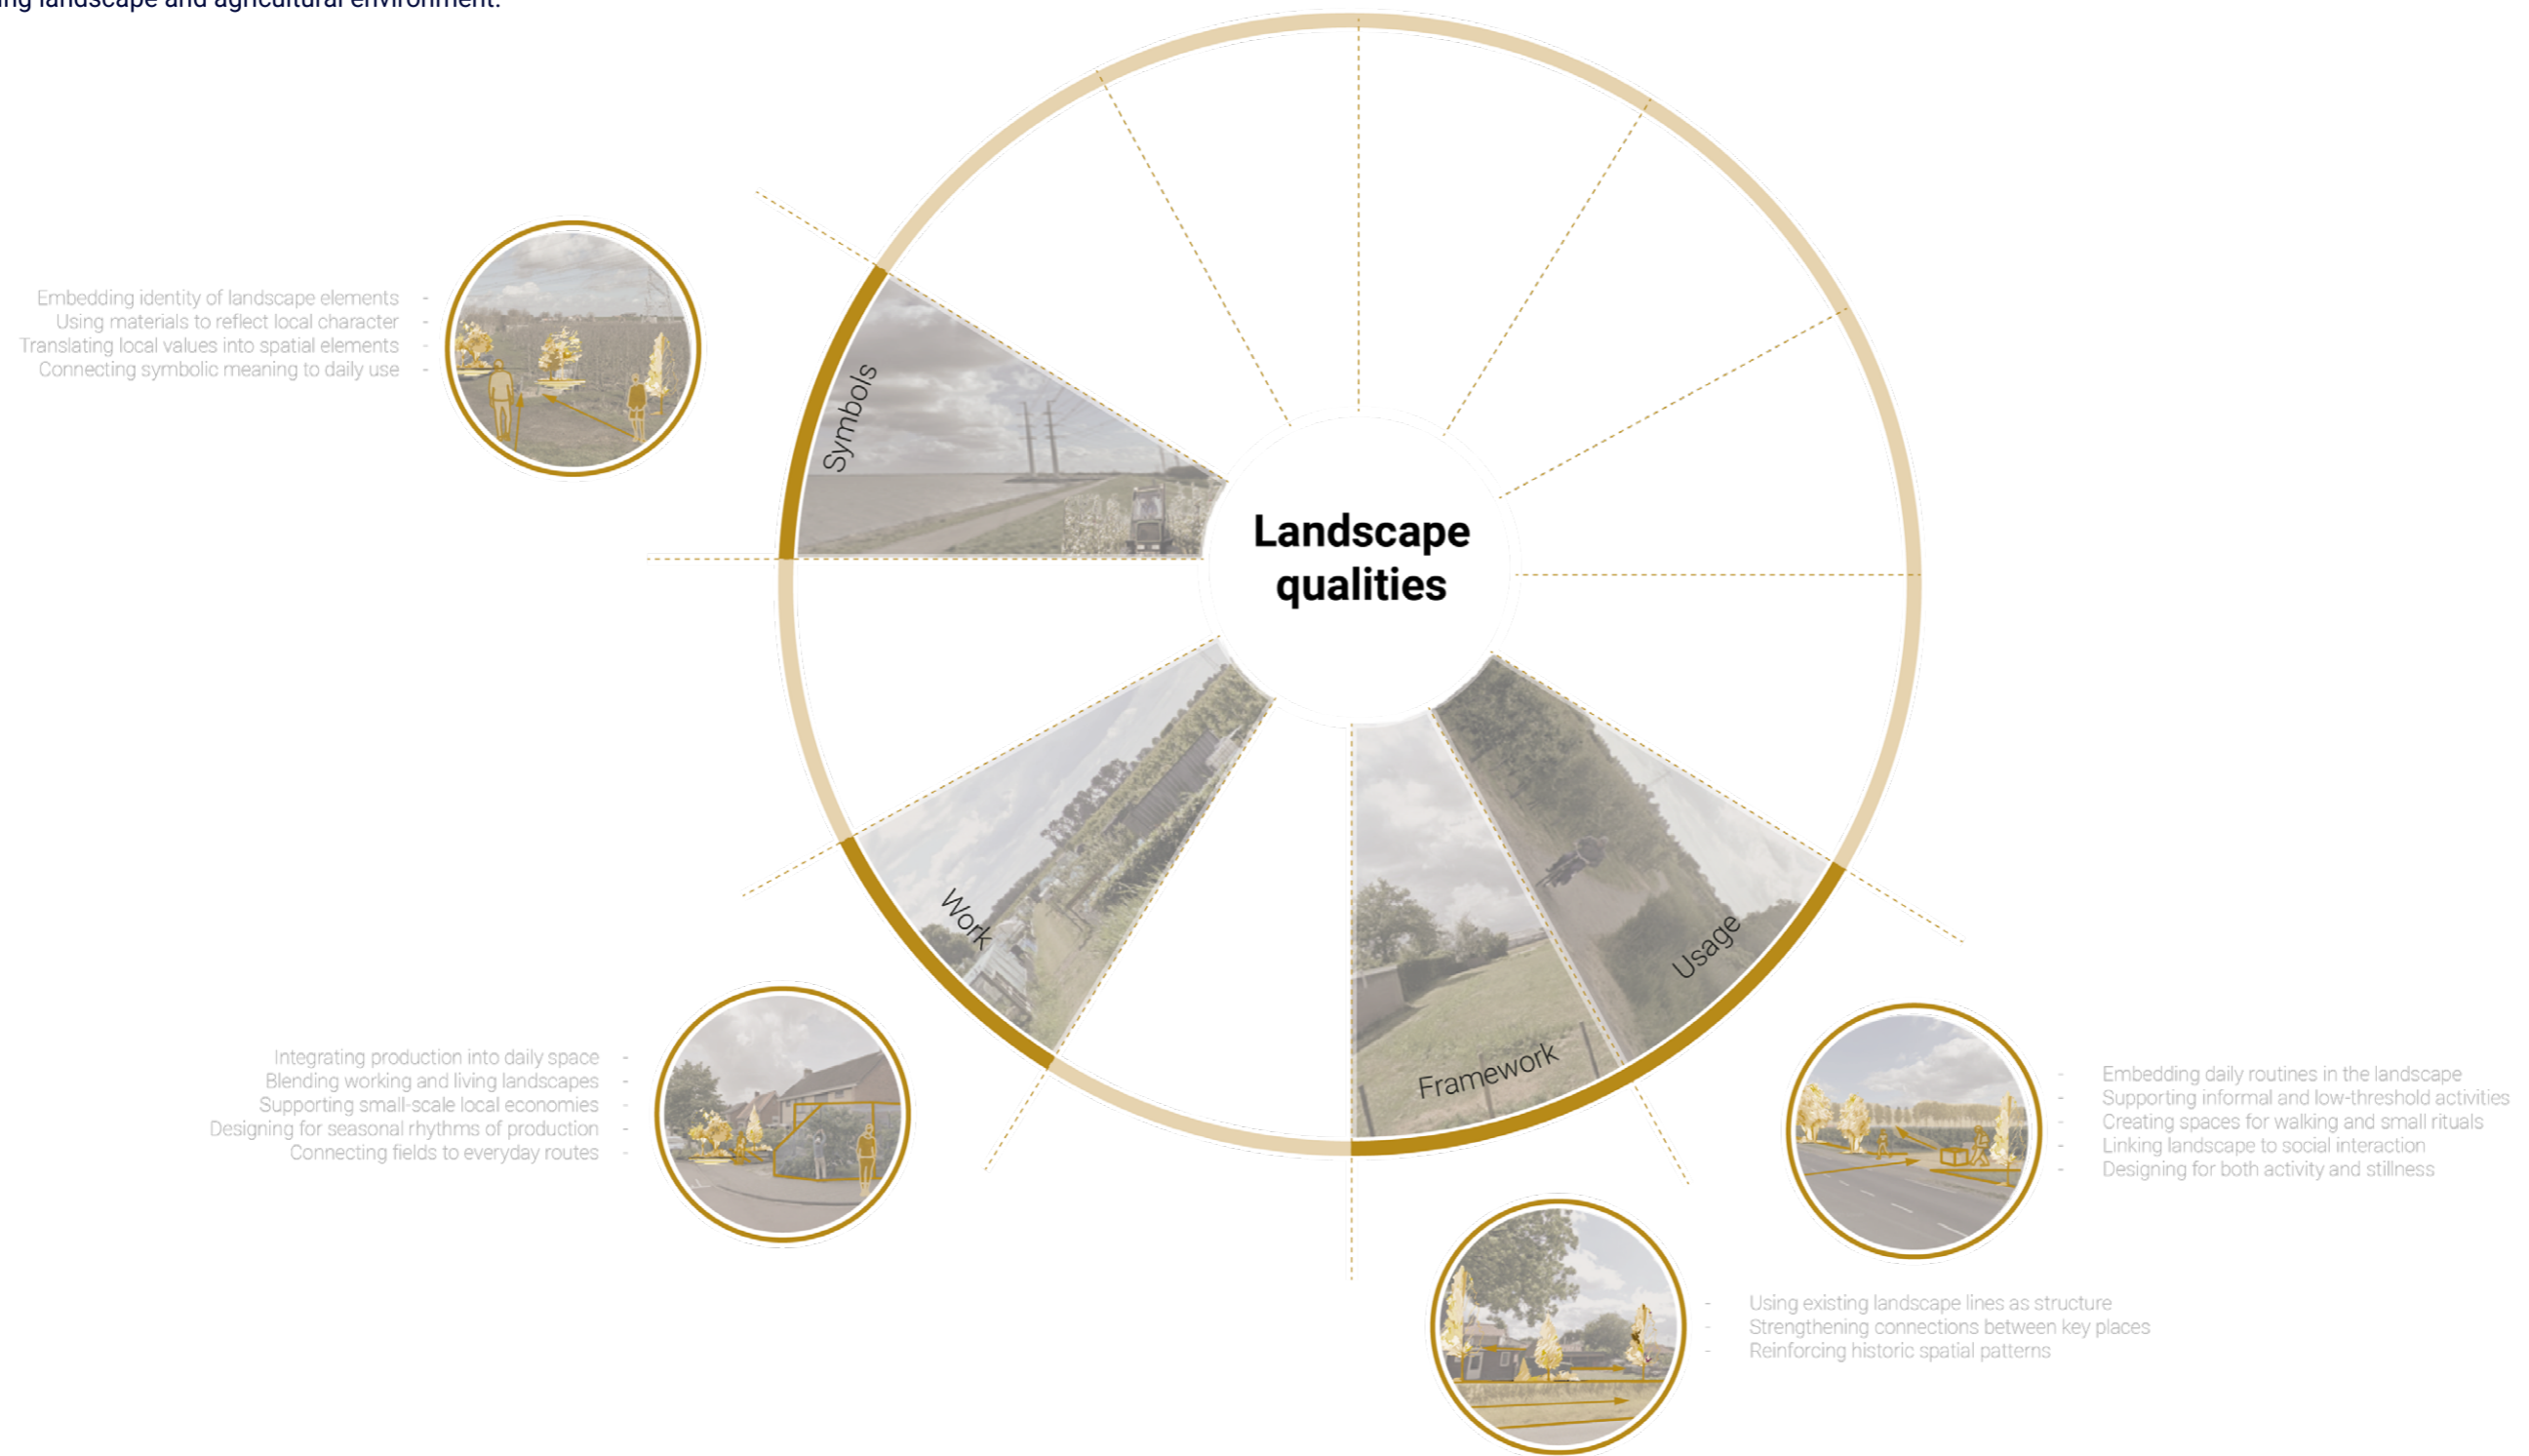 landscape and agricultural environment.
Embedding identity of landscape elements -
Using materials to reflect local character -
Translating local values into spatial elements -
Connecting symbolic meaning to daily use -
Symbols
Landscape
qualities
Work
Framework
Usage
Integrating production into daily space -
Blending working and living landscapes -
Supporting small-scale local economies -
Designing for seasonal rhythms of production -
Connecting fields to everyday routes -
- Embedding daily routines in the landscape
- Supporting informal and low-threshold activities
- Creating spaces for walking and small rituals
- Linking landscape to social interaction
- Designing for both activity and stillness
- Using existing landscape lines as structure
- Strengthening connections between key places
- Reinforcing historic spatial patterns